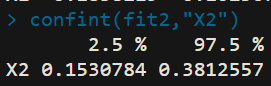 > confint(fit2,"X2")
2.5 % 97.5 %
X2 0.1530784 0.3812557